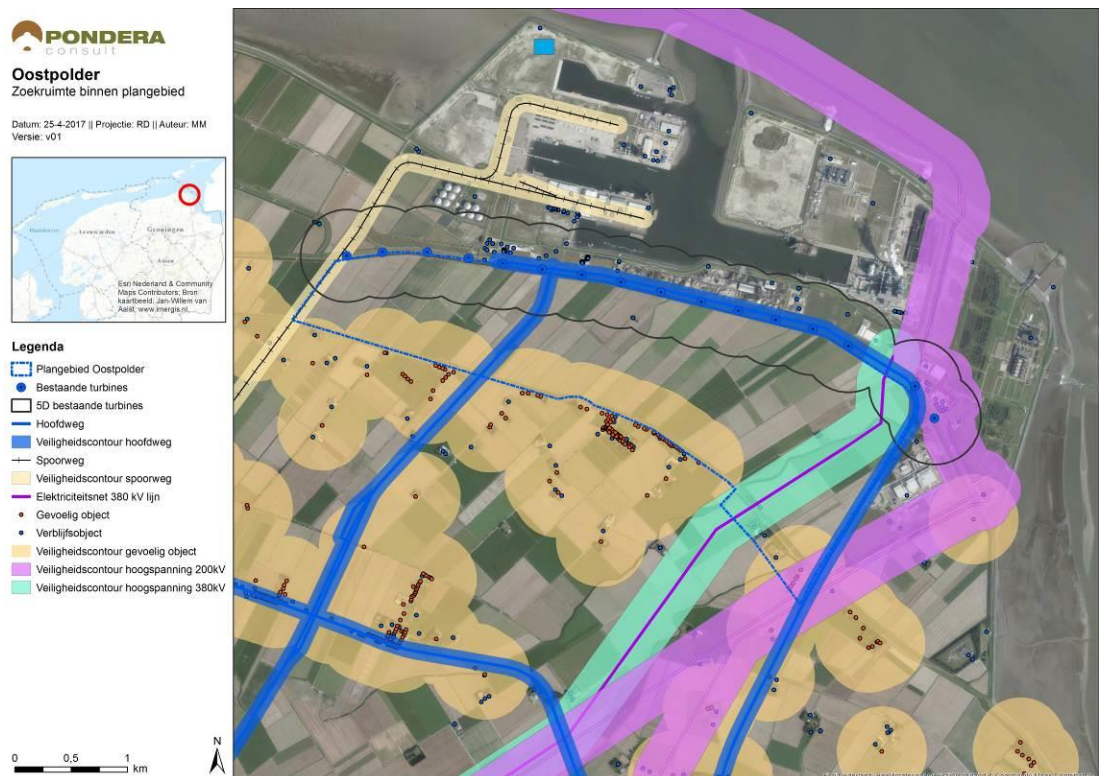 PONDERA
consult
Oostpolder
Zoekruimte binnen plangebied
Datum: 25-4-2017 || Projectie: RD || Auteur: MM
Versie: v01
Leeuwarden
Groningen
Assen
Esri Nederland & Community
Maps Contributors; Bron
kaartbeeld: Jan-Willem van
Aalst, www.imergis.nl,
Legenda
Plangebied Oostpolder
Bestaande turbines
5D bestaande turbines
Hoofdweg
Veiligheidscontour hoofdweg
Spoorweg
Veiligheidscontour spoorweg
Elektriciteitsnet 380 kV lijn
Gevoelig object
Verblijfsobject
Veiligheidscontour gevoelig object
Veiligheidscontour hoogspanning 200kV
Veiligheidscontour hoogspanning 380kV
0 0,5 1
km
N